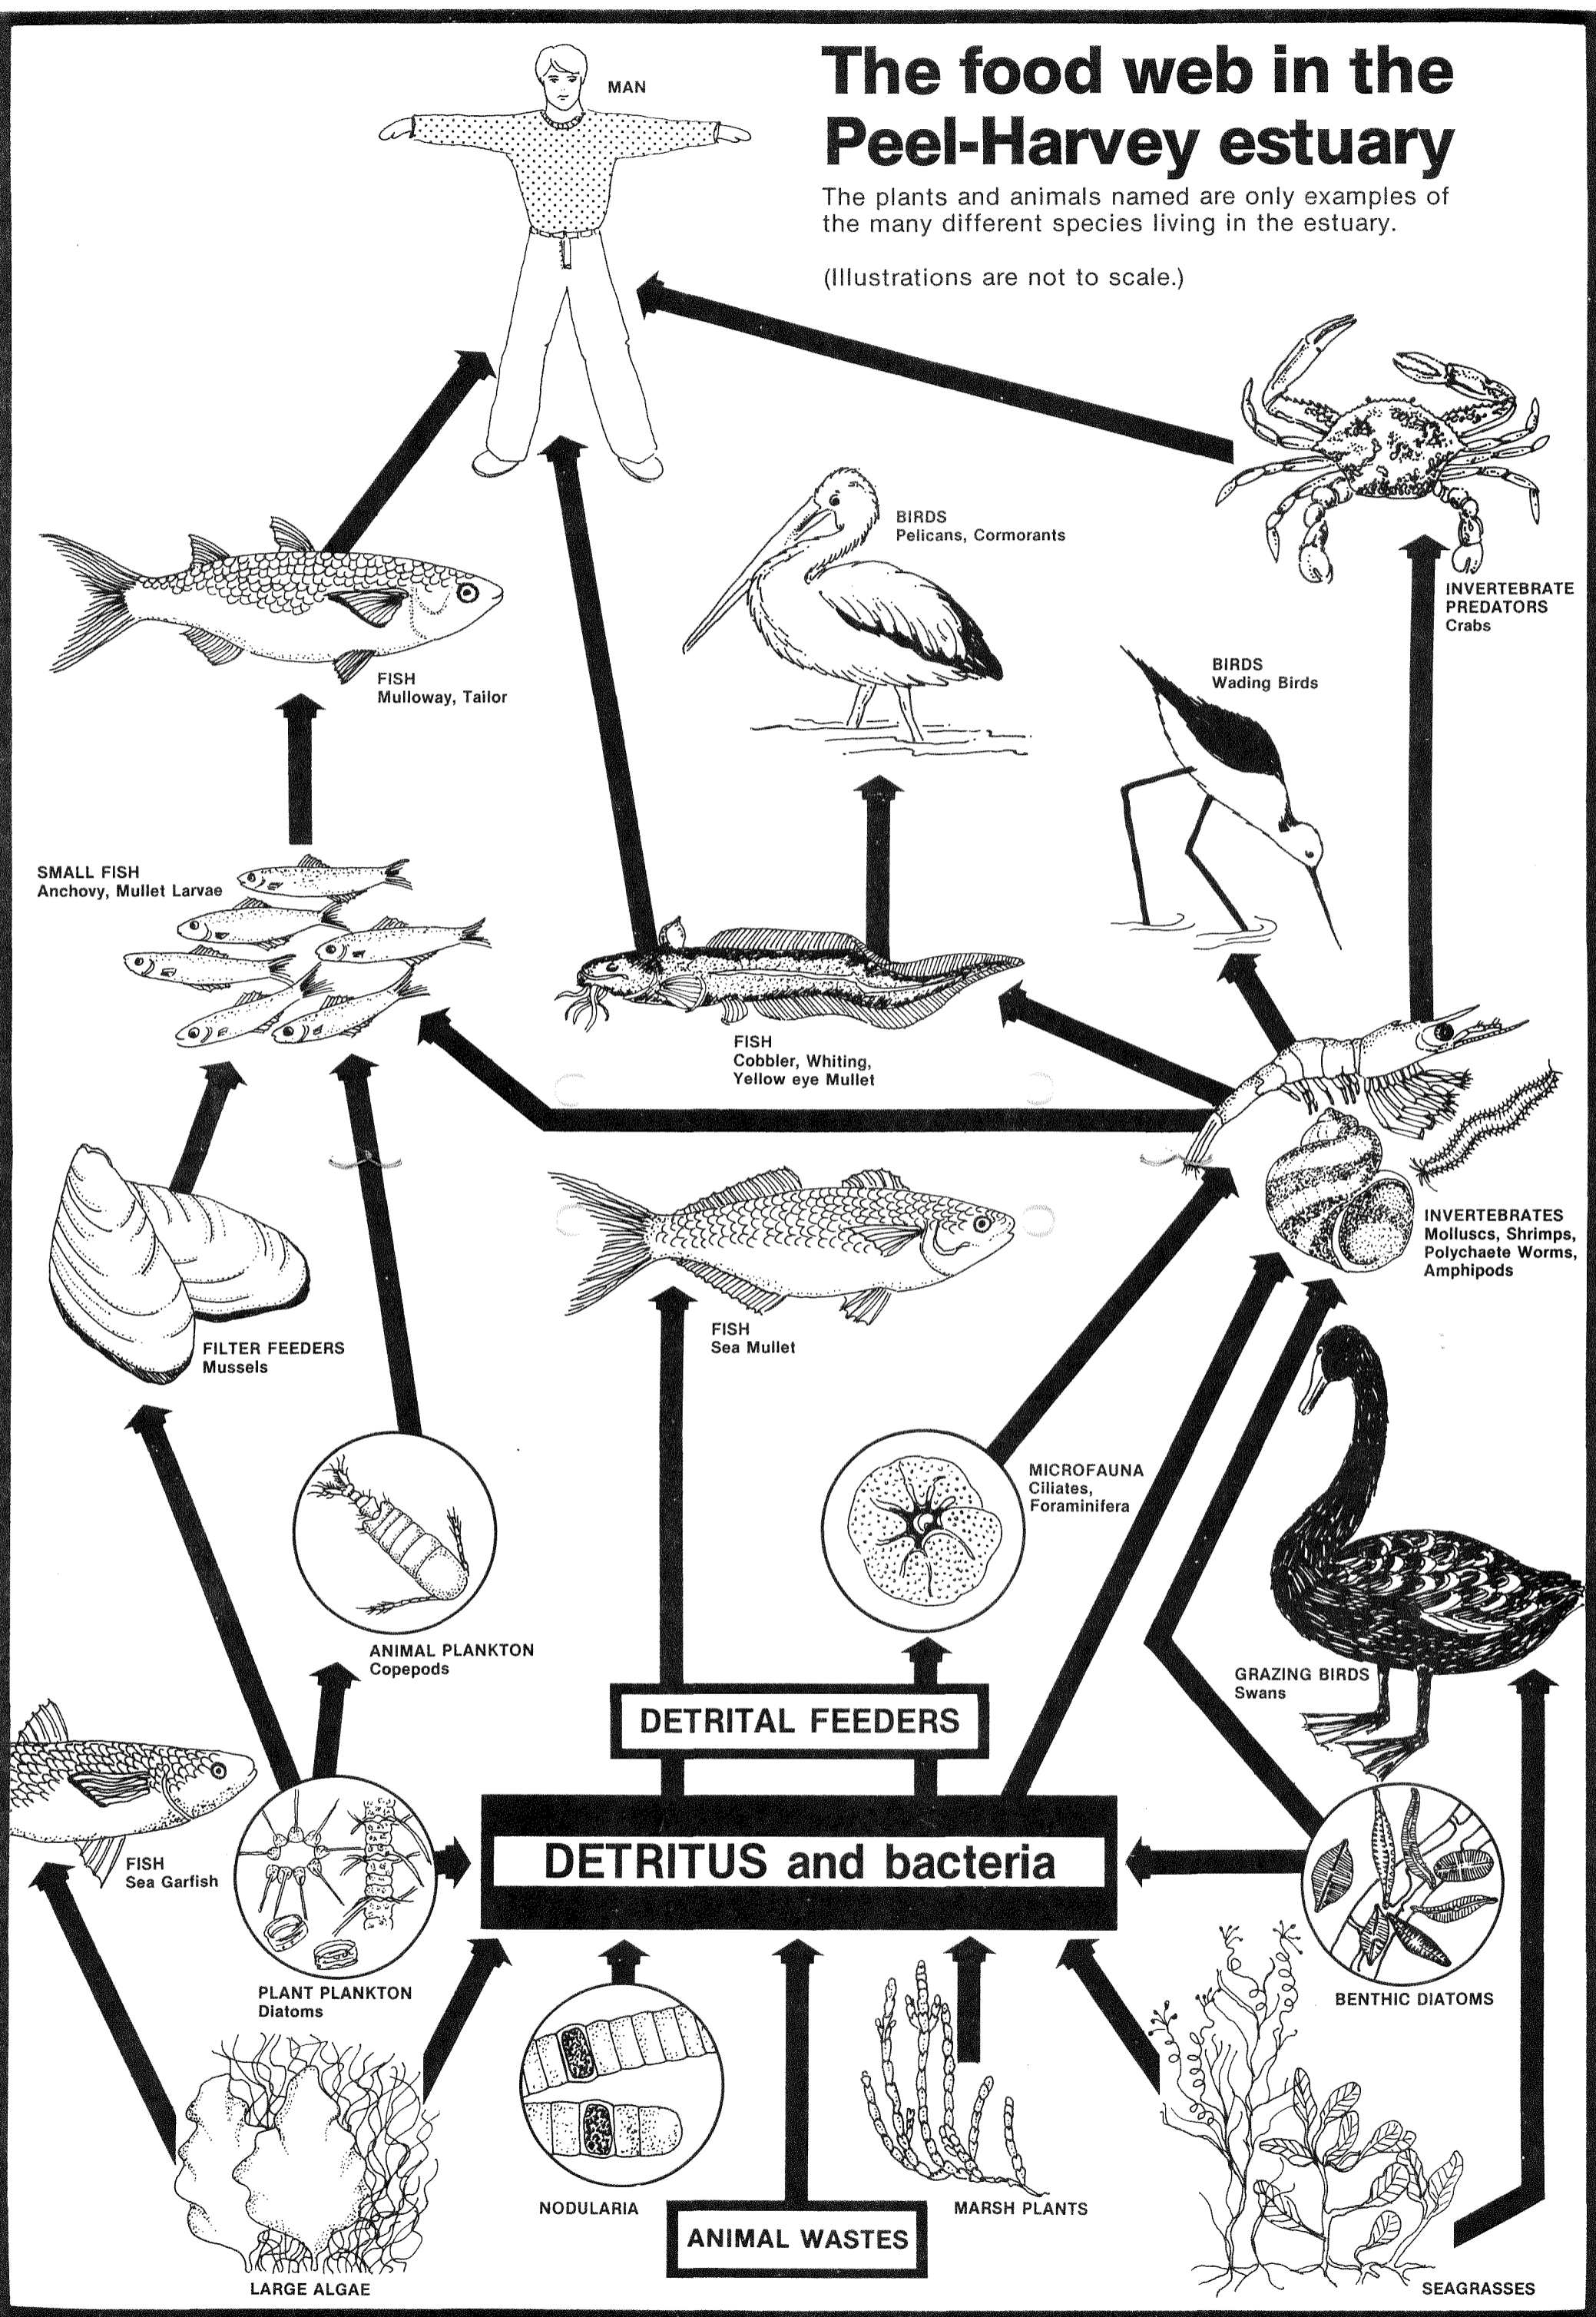 The food web in the
Peel-Harvey estuary
The plants and animals named are only examples of
the many different species living in the estuary.
(Illustrations are not to scale.)
MAN
BIRDS
Pelicans, Cormorants
INVERTEBRATE
PREDATORS
Crabs
BIRDS
Wading Birds
FISH
Mulloway, Tailor
SMALL FISH
Anchovy, Mullet Larvae
FISH
Cobbler, Whiting,
Yellow eye Mullet
INVERTEBRATES
Molluscs, Shrimps,
Polychaete Worms,
Amphipods
FISH
Sea Mullet
FILTER FEEDERS
Mussels
MICROFAUNA
Ciliates,
Foraminifera
ANIMAL PLANKTON
Copepods
GRAZING BIRDS
Swans
DETRITAL FEEDERS
DETRITUS and bacteria
FISH
Sea Garfish
PLANT PLANKTON
Diatoms
BENTHIC DIATOMS
NODULARIA
MARSH PLANTS
ANIMAL WASTES
LARGE ALGAE
SEAGRASSES